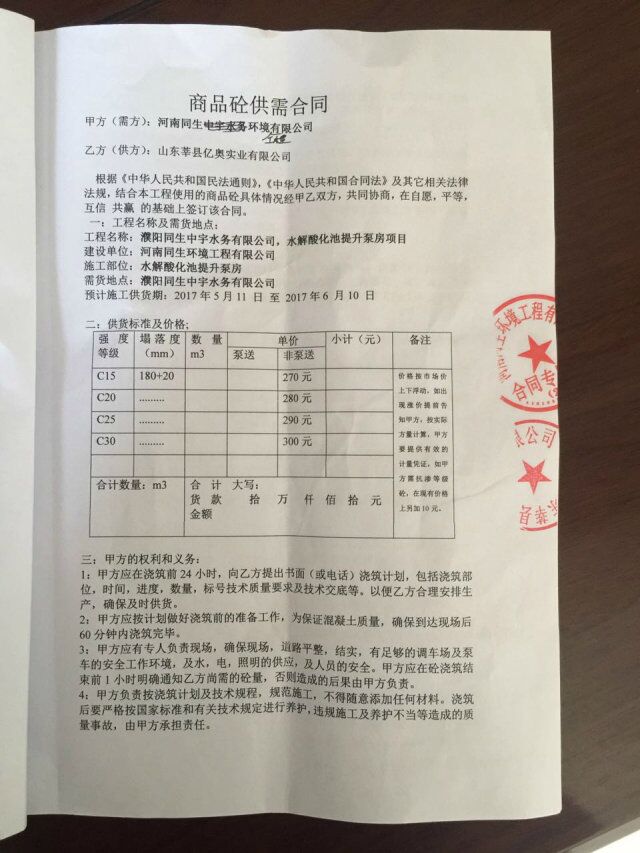 商品砼供需合同
甲方（需方）：河南同生中宇水务环境有限公司
工程
乙方（供方）：山东莘县亿奥实业有限公司
根据《中华人民共和国民法通则》，《中华人民共和国合同法》及其它相关法律
法规，结合本工程使用的商品砼具体情况经甲乙双方，共同协商，在自愿，平等，
互信 共赢 的基础上签订该合同。
一：工程名称及需货地点：
工程名称：濮阳同生中宇水务有限公司，水解酸化池提升泵房项目
建设单位：河南同生环境工程有限公司
施工部位：水解酸化池提升泵房
需货地点：濮阳同生中宇水务有限公司
预计施工供货期：2017 年 5 月 11 日 至 2017 年 6 月 10 日
二：供货标准及价格；
强 度 塌落度 数 量 单价 小计（元） 备注
等级 （mm） m3 泵送 非泵送
C15 180+20 270 元
C20 ......... 280 元
C25 ......... 290 元
C30 ......... 300 元
价格按市场价
上下浮动，如出
现涨价提前告
知甲方，按实际
方量计算，甲方
要提供有效的
计量凭证，如甲
方需抗渗等级
砼，在现有价格
上另加 10 元。
合计数量：m3 合 计 大写：
货 款 拾 万 仟 佰 拾 元
金额
三：甲方的权利和义务：
1：甲方应在浇筑前 24 小时，向乙方提出书面（或电话）浇筑计划，包括浇筑部
位，时间，进度，数量，标号技术质量要求及技术交底等。以便乙方合理安排生
产，确保及时供货。
2：甲方应按计划做好浇筑前的准备工作，为保证混凝土质量，确保到达现场后
60 分钟内浇筑完毕。
3：甲方应有专人负责现场，确保现场，道路平整，结实，有足够的调车场及泵
车的安全工作环境，及水，电，照明的供应，及人员的安全。甲方应在砼浇筑结
束前 1 小时明确通知乙方尚需的砼量，否则造成的后果由甲方负责。
4：甲方负责按浇筑计划及技术规程，规范施工，不得随意添加任何材料。浇筑
后要严格按国家标准和有关技术规定进行养护，违规施工及养护不当等造成的质
量事故，由甲方承担责任。
环境工程有
合同专
限公司
东莘县